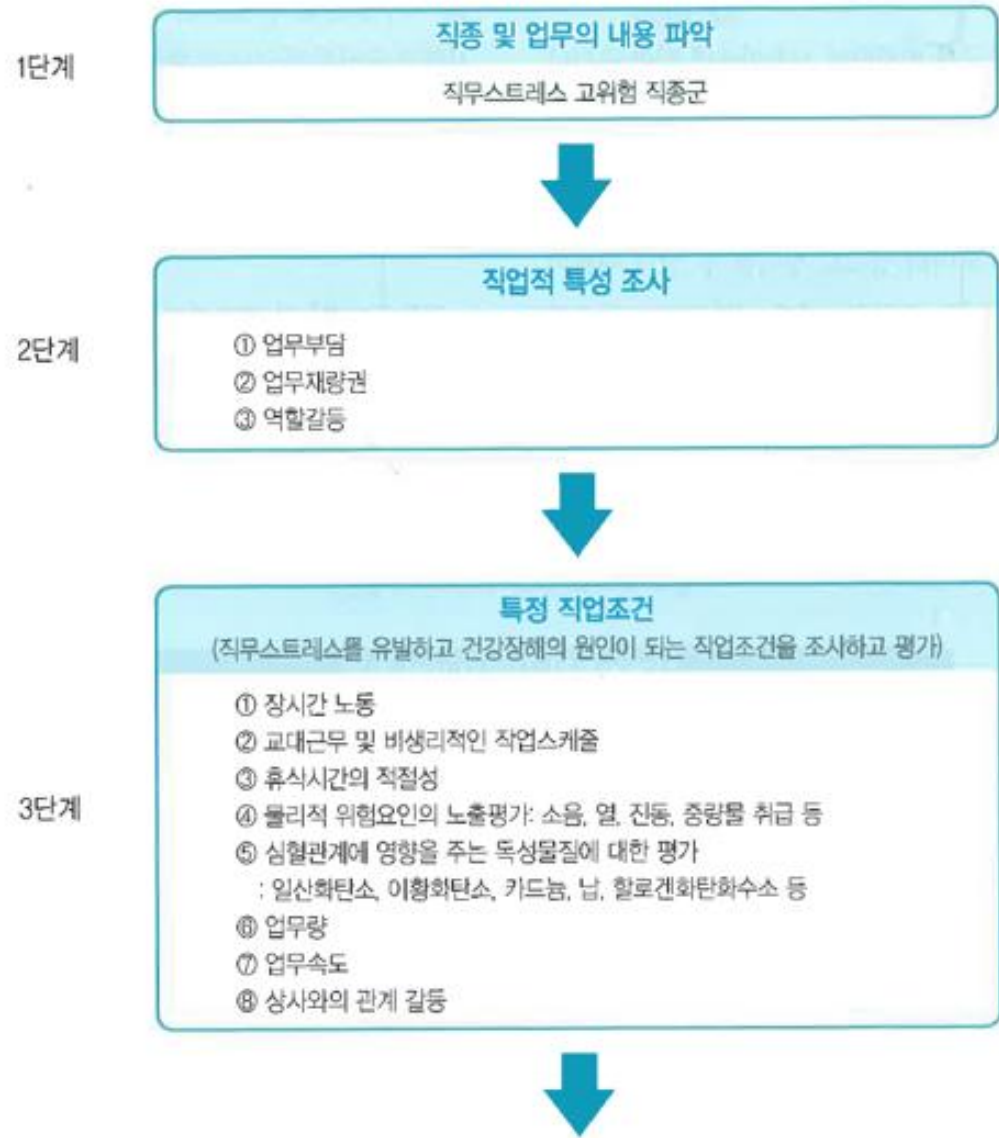 1단계
직종 및 업무의 내용 파악
직무스트레스 고위험 직종군
2단계
직업적 특성 조사
① 업무부담
② 업무재량권
③ 역할갈등
3단계
특정 직업조건
(직무스트레스를 유발하고 건강장해의 원인이 되는 직업조건을 조사하고 평가)
① 장시간 노동
② 교대근무 및 비생리적인 작업스케줄
③ 휴식시간의 적절성
④ 물리적 위험요인의 노출평가: 소음, 열, 진동, 중량물 취급 등
⑤ 심혈관계에 영향을 주는 독성물질에 대한 평가
: 일산화탄소, 이황화탄소, 카드늄, 납, 할로겐화탄화수소 등
⑥ 업무량
⑦ 업무속도
⑧ 상사와의 관계 갈등